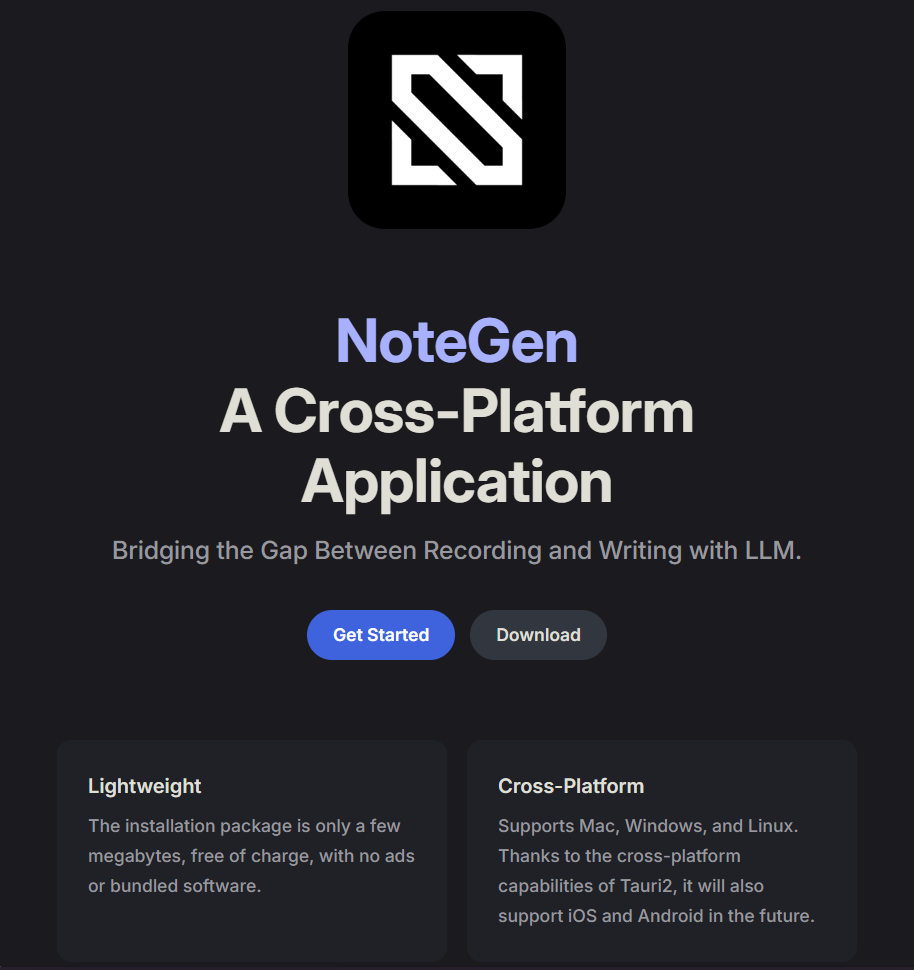 NoteGen
A Cross-Platform
Application
Bridging the Gap Between Recording and Writing with LLM.
Get Started
Download
Lightweight
The installation package is only a few
megabytes, free of charge, with no ads
or bundled software.
Cross-Platform
Supports Mac, Windows, and Linux.
Thanks to the cross-platform
capabilities of Tauri2, it will also
support iOS and Android in the future.